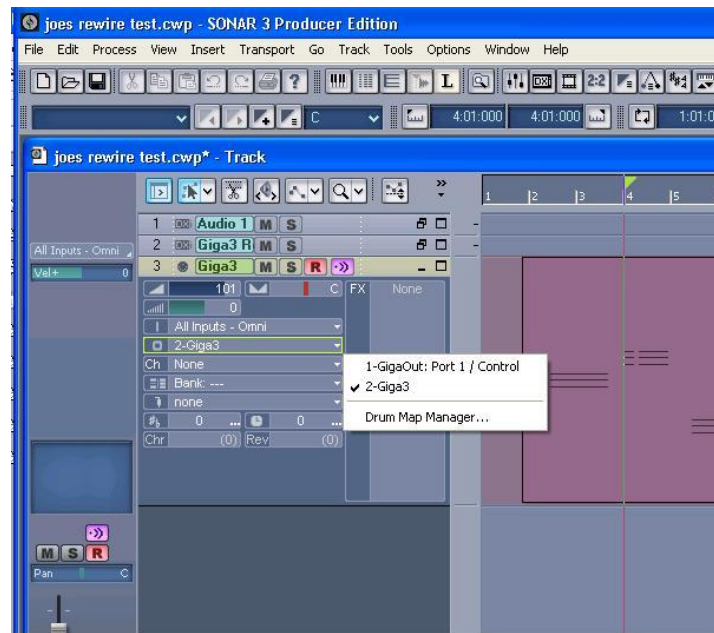 joes rewire test.cwp - SONAR 3 Producer Edition
File Edit Process View Insert Transport Go Track Tools Options Window Help
L 2:2
C 4:01:000 4:01:000 1:01:0
joes rewire test.cwp* - Track
1 2 3 4 5
1 Audio 1 M S
2 Giga3 R M S
All Inputs - Omni
3 Giga3 M S R
Vel+ 0
101 C FX None
0
All Inputs - Omni
2-Giga3
Ch None
1-GigaOut: Port 1 / Control
Bank: ---
2-Giga3
none
0 ... 0 ...
Drum Map Manager...
Chr (0) Rev (0)
M S R
Pan C